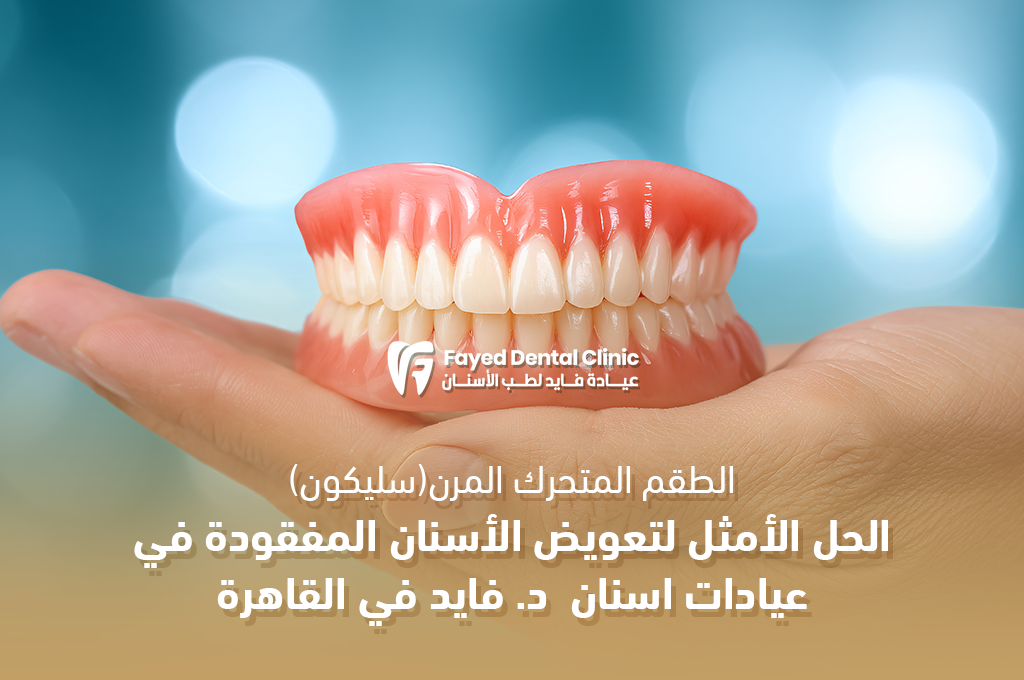 Fayed Dental Clinic
عيادة فايد لطب الأسنان
الطقم المتحرك المرن(سليكون)
الحل الأمثل لتعويض الأسنان المفقودة في
عيادات اسنان د. فايد في القاهرة